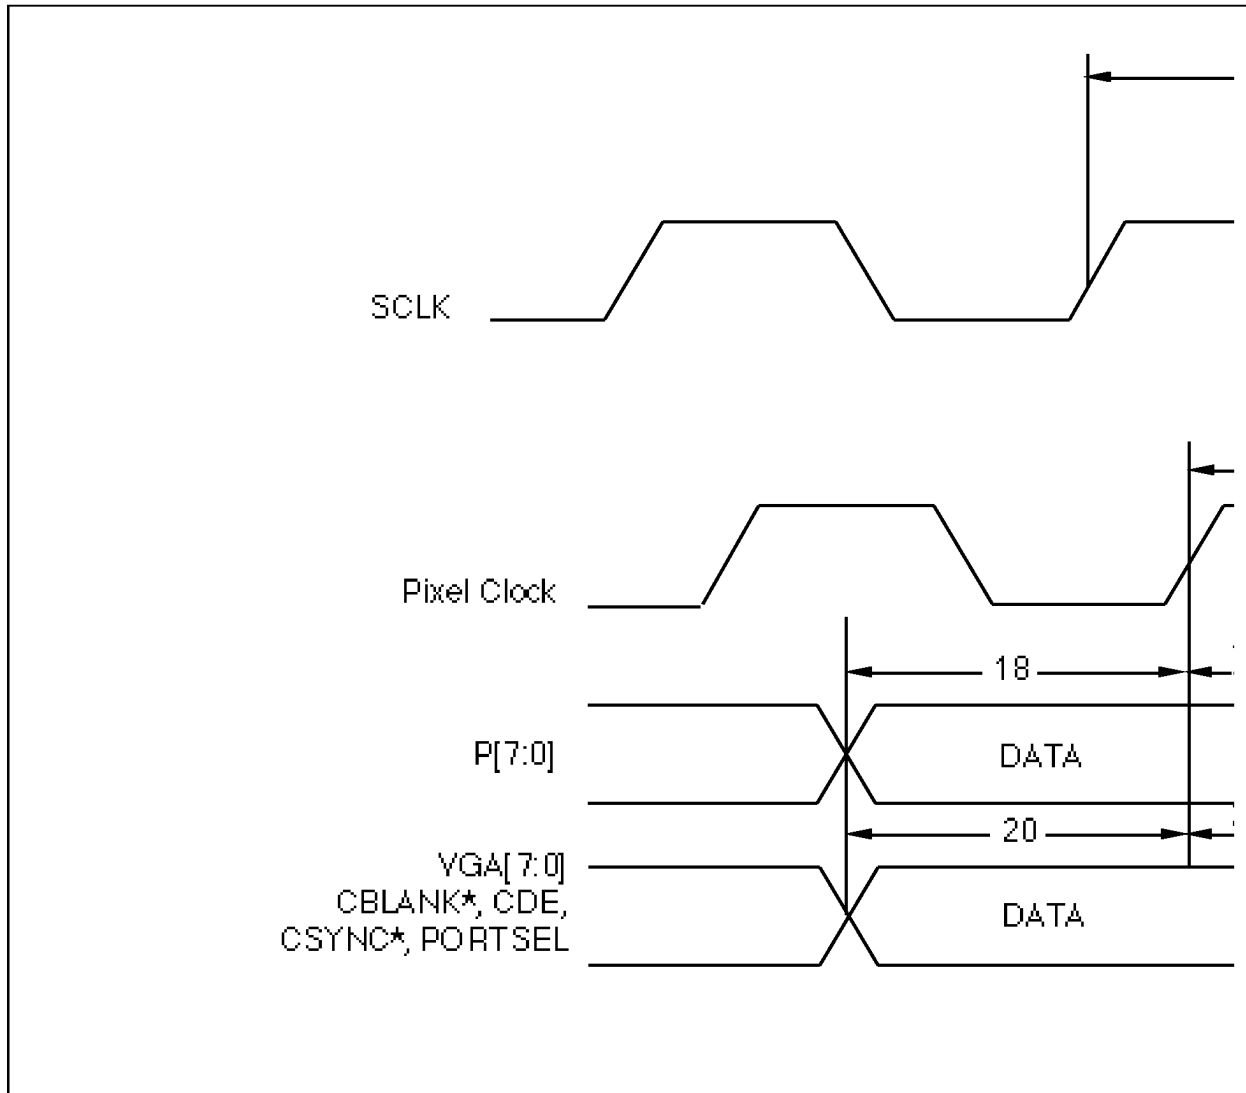 SCLK
Pixel Clock
18
P[7:0]
DATA
20
VGA[7:0]
CBLANK*, CDE,
CSYNC*, PORTSEL
DATA